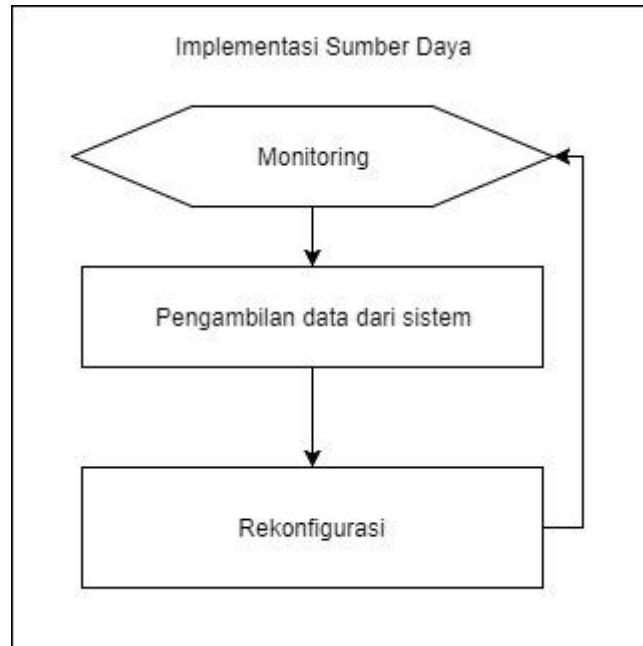 Implementasi Sumber Daya
Monitoring
Pengambilan data dari sistem
Rekonfigurasi